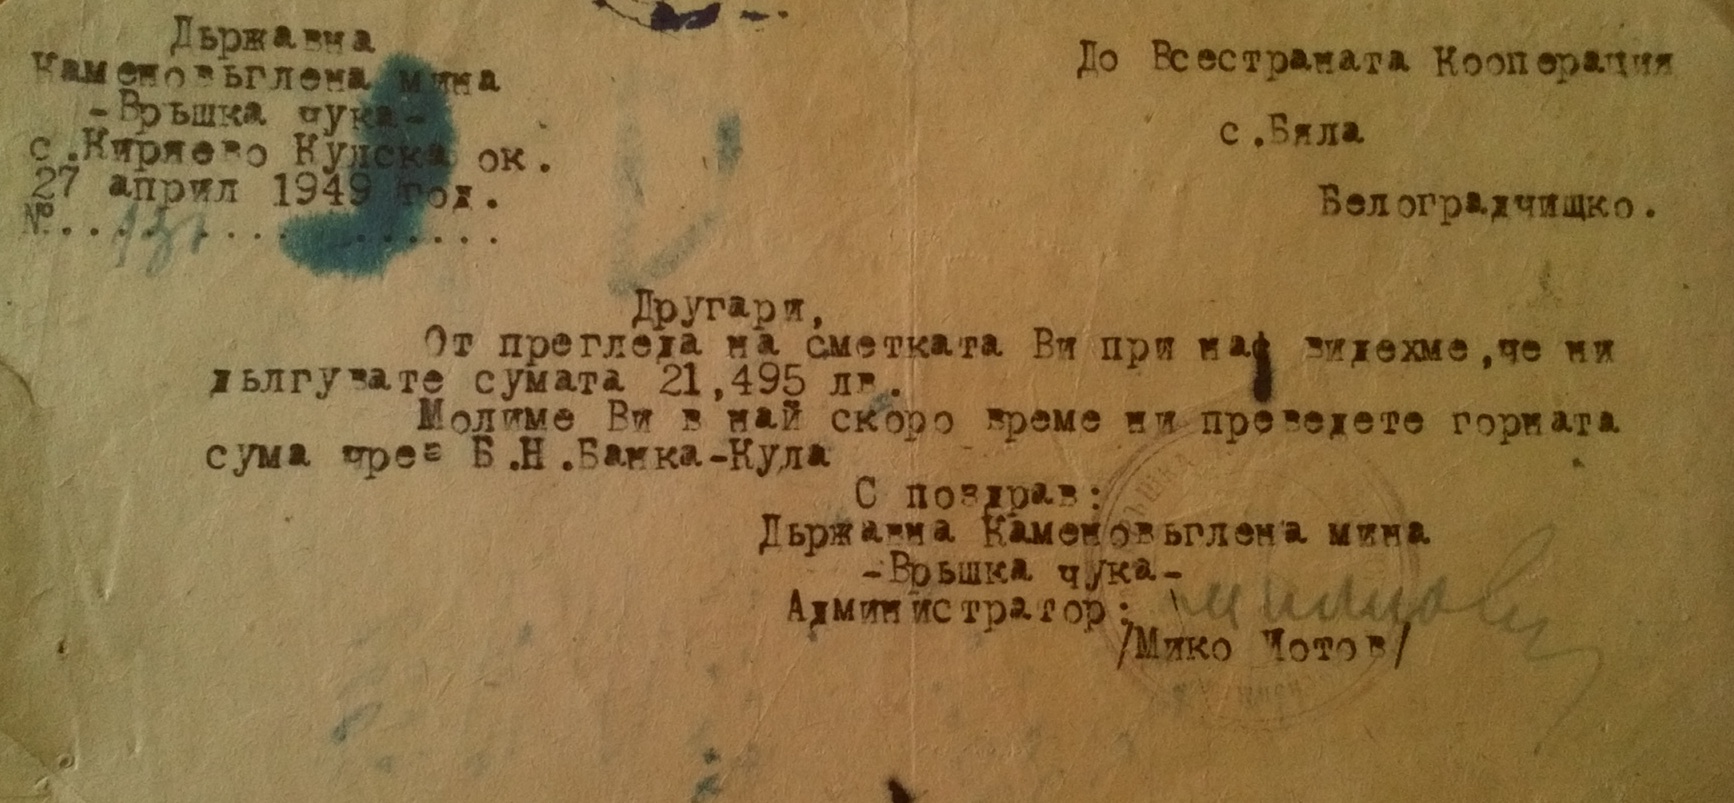 Държавна
Каменовъглена мина
-Връшка чука-
с.Киряево Кулска ок.
27 април 1949 год.
№..................
До Всестраната Кооперация
с.Бяла
Белоградчишко.
Другари,
От прегледа на сметката Ви при нас видехме,че ни
дългувате сумата 21,495 лв.
Молиме Ви в най скоро време ни преведете горната
сума чрез Б.Н.Банка-Кула
С поздрав:
Държавна Каменовъглена мина
-Връшка чука-
Администратор:
/Мико Йотов/